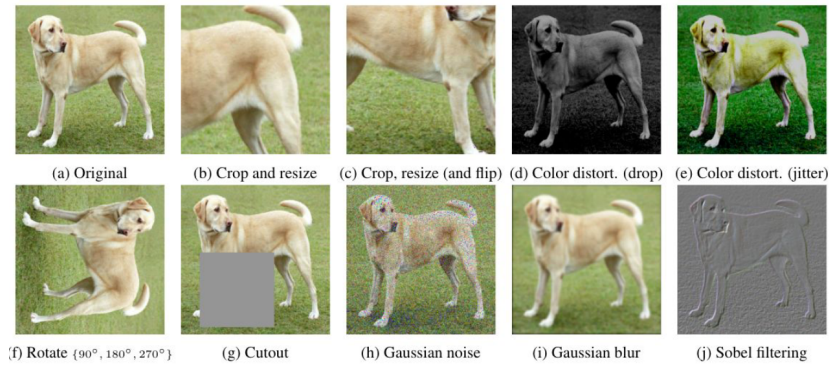 (a) Original
(b) Crop and resize
(c) Crop, resize (and flip)
(d) Color distort. (drop)
(e) Color distort. (jitter)
(f) Rotate {90°, 180°, 270°}
(g) Cutout
(h) Gaussian noise
(i) Gaussian blur
(j) Sobel filtering